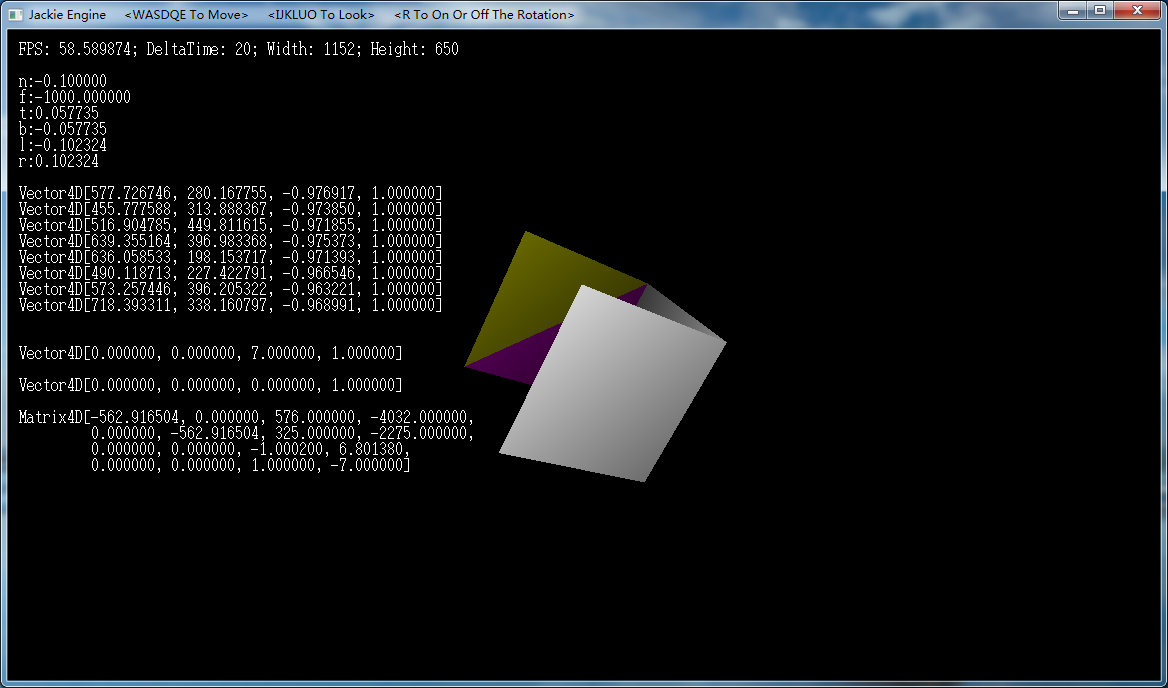 Jackie Engine <WASDQE To Move> <IJKLUO To Look> <R To On Or Off The Rotation>
FPS: 58.589874; DeltaTime: 20; Width: 1152; Height: 650
n:-0.100000
f:-1000.000000
t:0.057735
b:-0.057735
l:-0.102324
r:0.102324
Vector4D[577.726746, 280.167755, -0.976917, 1.000000]
Vector4D[455.777588, 313.888367, -0.973850, 1.000000]
Vector4D[516.904785, 449.811615, -0.971855, 1.000000]
Vector4D[639.355164, 396.983368, -0.975373, 1.000000]
Vector4D[636.058533, 198.153717, -0.971393, 1.000000]
Vector4D[490.118713, 227.422791, -0.966546, 1.000000]
Vector4D[573.257446, 396.205322, -0.963221, 1.000000]
Vector4D[718.393311, 338.160797, -0.968991, 1.000000]
Vector4D[0.000000, 0.000000, 7.000000, 1.000000]
Vector4D[0.000000, 0.000000, 0.000000, 1.000000]
Matrix4D[-562.916504, 0.000000, 576.000000, -4032.000000,
0.000000, -562.916504, 325.000000, -2275.000000,
0.000000, 0.000000, -1.000200, 6.801380,
0.000000, 0.000000, 1.000000, -7.000000]